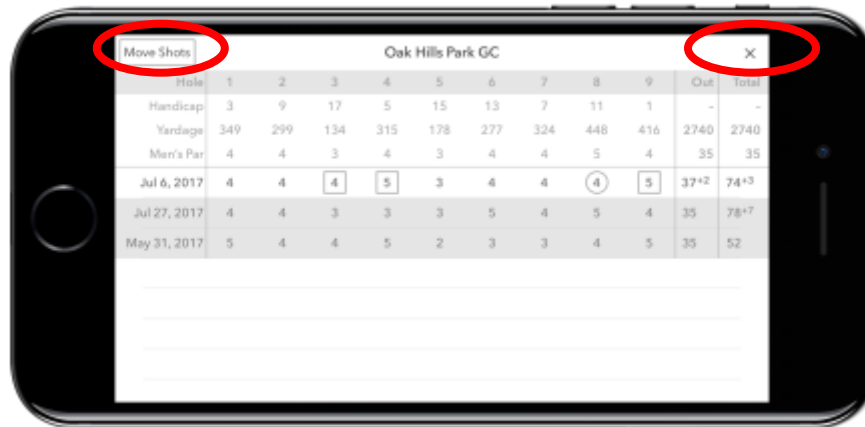 Move Shots Oak Hills Park GC ×
Hole 1 2 3 4 5 6 7 8 9 Out Total
Handicap 3 9 17 5 15 13 7 11 1 - -
Yardage 349 299 134 315 178 277 324 448 416 2740 2740
Men's Par 4 4 3 4 3 4 4 5 4 35 35
Jul 6, 2017 4 4 4 5 3 4 4 4 5 37+2 74+3
Jul 27, 2017 4 4 3 3 3 5 4 5 4 35 78+7
May 31, 2017 5 4 4 5 2 3 3 4 5 35 52